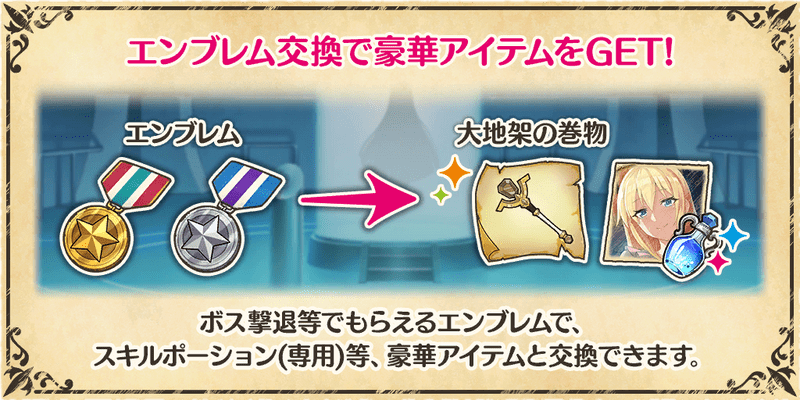 エンブレム交換で豪華アイテムをGET!
エンブレム
大地架の巻物
ボス撃退等でもらえるエンブレムで、
スキルポーション(専用)等、豪華アイテムと交換できます。